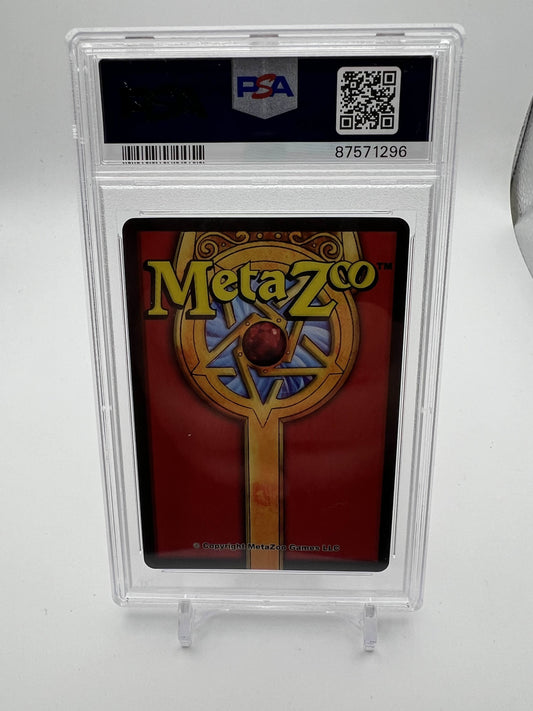 PSA
87571296
MetaZoo™
© Copyright MetaZoo Games LLC